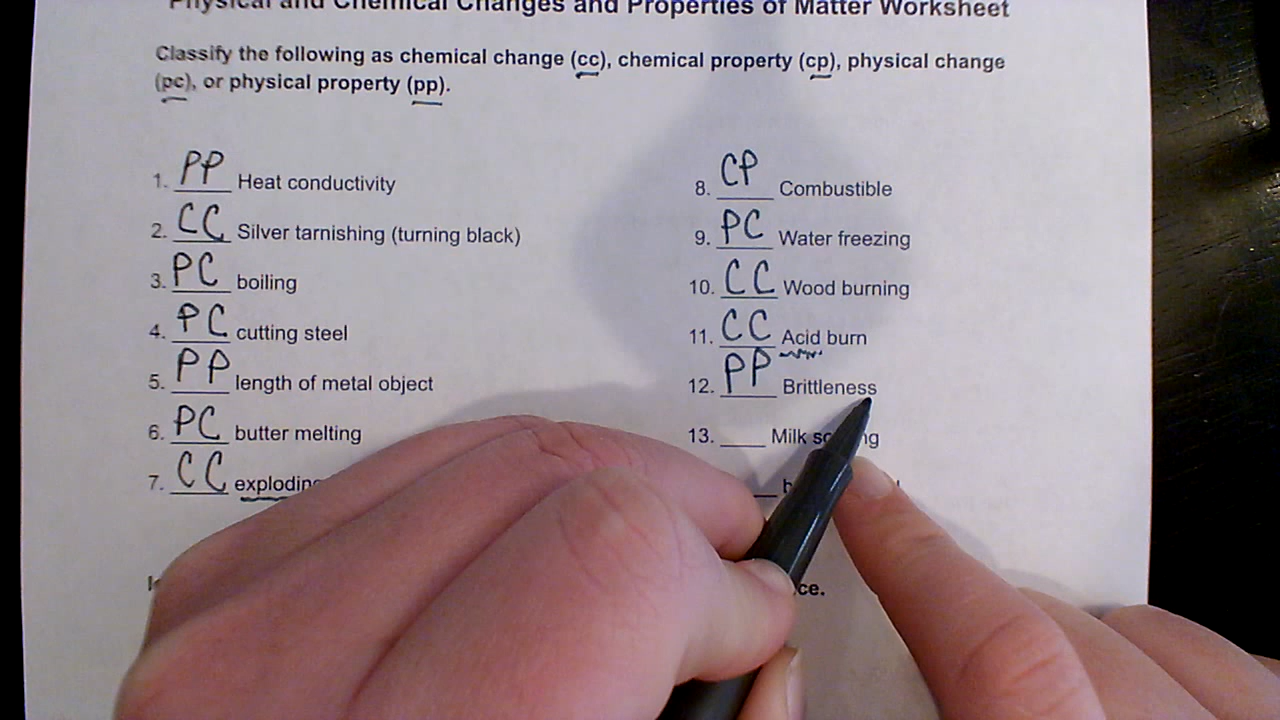 Physical and Chemical Changes and Properties of Matter Worksheet
Classify the following as chemical change (cc), chemical property (cp), physical change
(pc), or physical property (pp).
1. PP Heat conductivity
2. CC Silver tarnishing (turning black)
3. PC boiling
4. PC cutting steel
5. PP length of metal object
6. PC butter melting
7. CC exploding
8. CP Combustible
9. PC Water freezing
10. CC Wood burning
11. CC Acid burn
12. PP Brittleness
13. ____ Milk